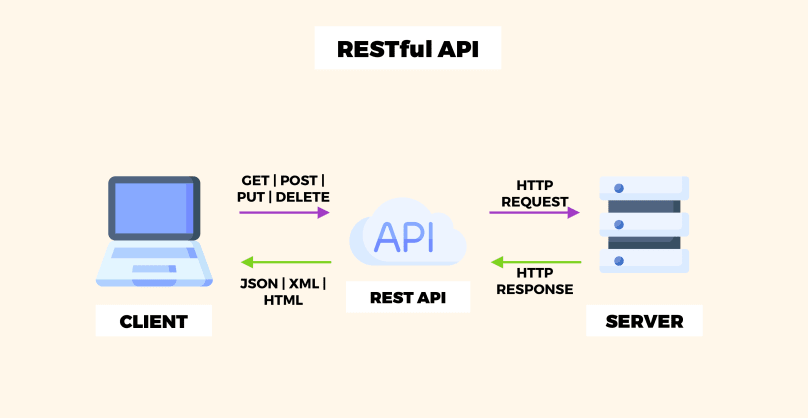 RESTful API
GET | POST |
PUT | DELETE
JSON | XML |
HTML
CLIENT
API
REST API
HTTP
REQUEST
HTTP
RESPONSE
SERVER